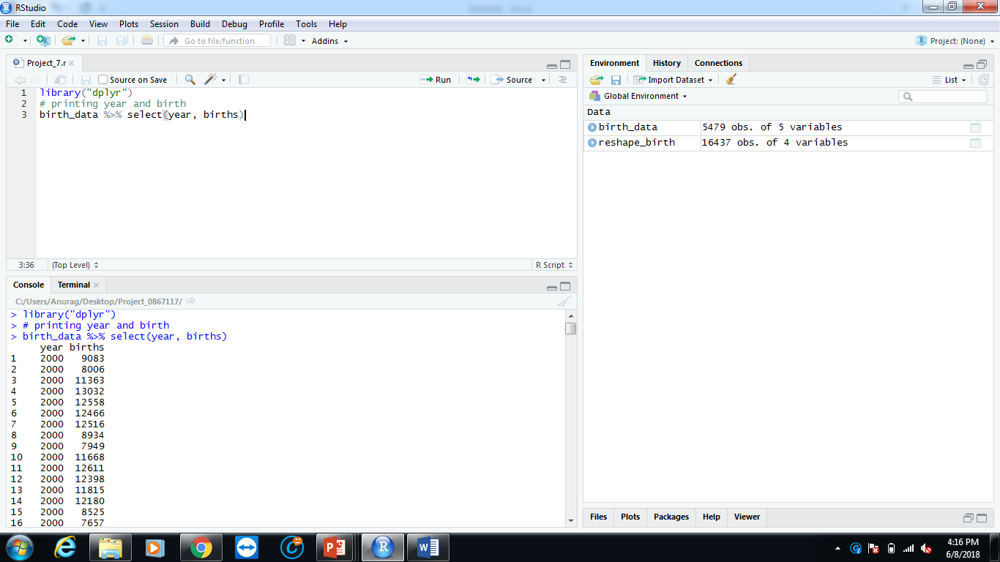 RStudio
File Edit Code View Plots Session Build Debug Profile Tools Help
Go to file/function Addins Project: (None)
Project_7.r
Source on Save Run Source
1 library("dplyr")
2 # printing year and birth
3 birth_data %>% select(year, births)
3:36 (Top Level) R Script
Console Terminal
C:/Users/Anurag/Desktop/Project_0867117/
> library("dplyr")
> # printing year and birth
> birth_data %>% select(year, births)
year births
1 2000 9083
2 2000 8006
3 2000 11363
4 2000 13032
5 2000 12558
6 2000 12466
7 2000 12516
8 2000 8934
9 2000 7949
10 2000 11668
11 2000 12611
12 2000 12398
13 2000 11815
14 2000 12180
15 2000 8525
16 2000 7657
Environment History Connections
Import Dataset List
Global Environment
Data
birth_data 5479 obs. of 5 variables
reshape_birth 16437 obs. of 4 variables
Files Plots Packages Help Viewer
4:16 PM
6/8/2018